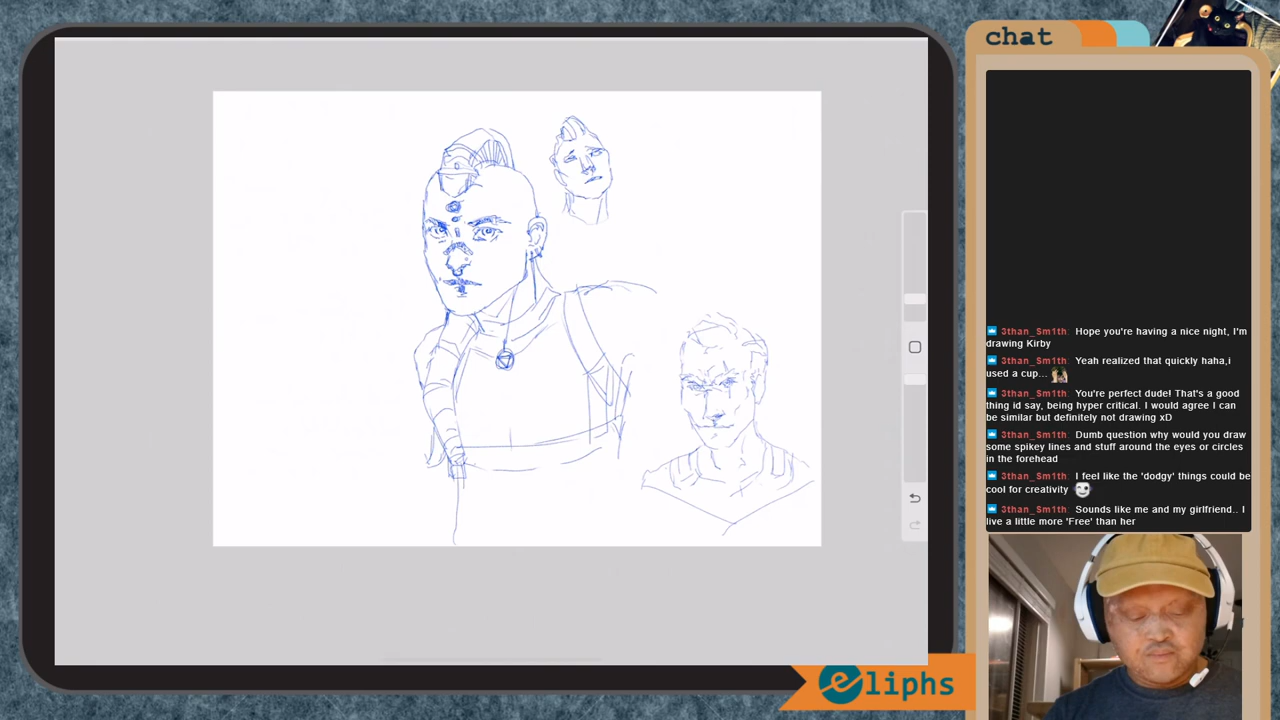 chat
3than_Sm1th: Hope you're having a nice night, I'm
drawing Kirby
3than_Sm1th: Yeah realized that quickly haha,i
used a cup...
3than_Sm1th: You're perfect dude! That's a good
thing id say, being hyper critical. I would agree I can
be similar but definitely not drawing xD
3than_Sm1th: Dumb question why would you draw
some spikey lines and stuff around the eyes or circles
in the forehead
3than_Sm1th: I feel like the 'dodgy' things could be
cool for creativity
3than_Sm1th: Sounds like me and my girlfriend.. I
live a little more 'Free' than her
eliphs